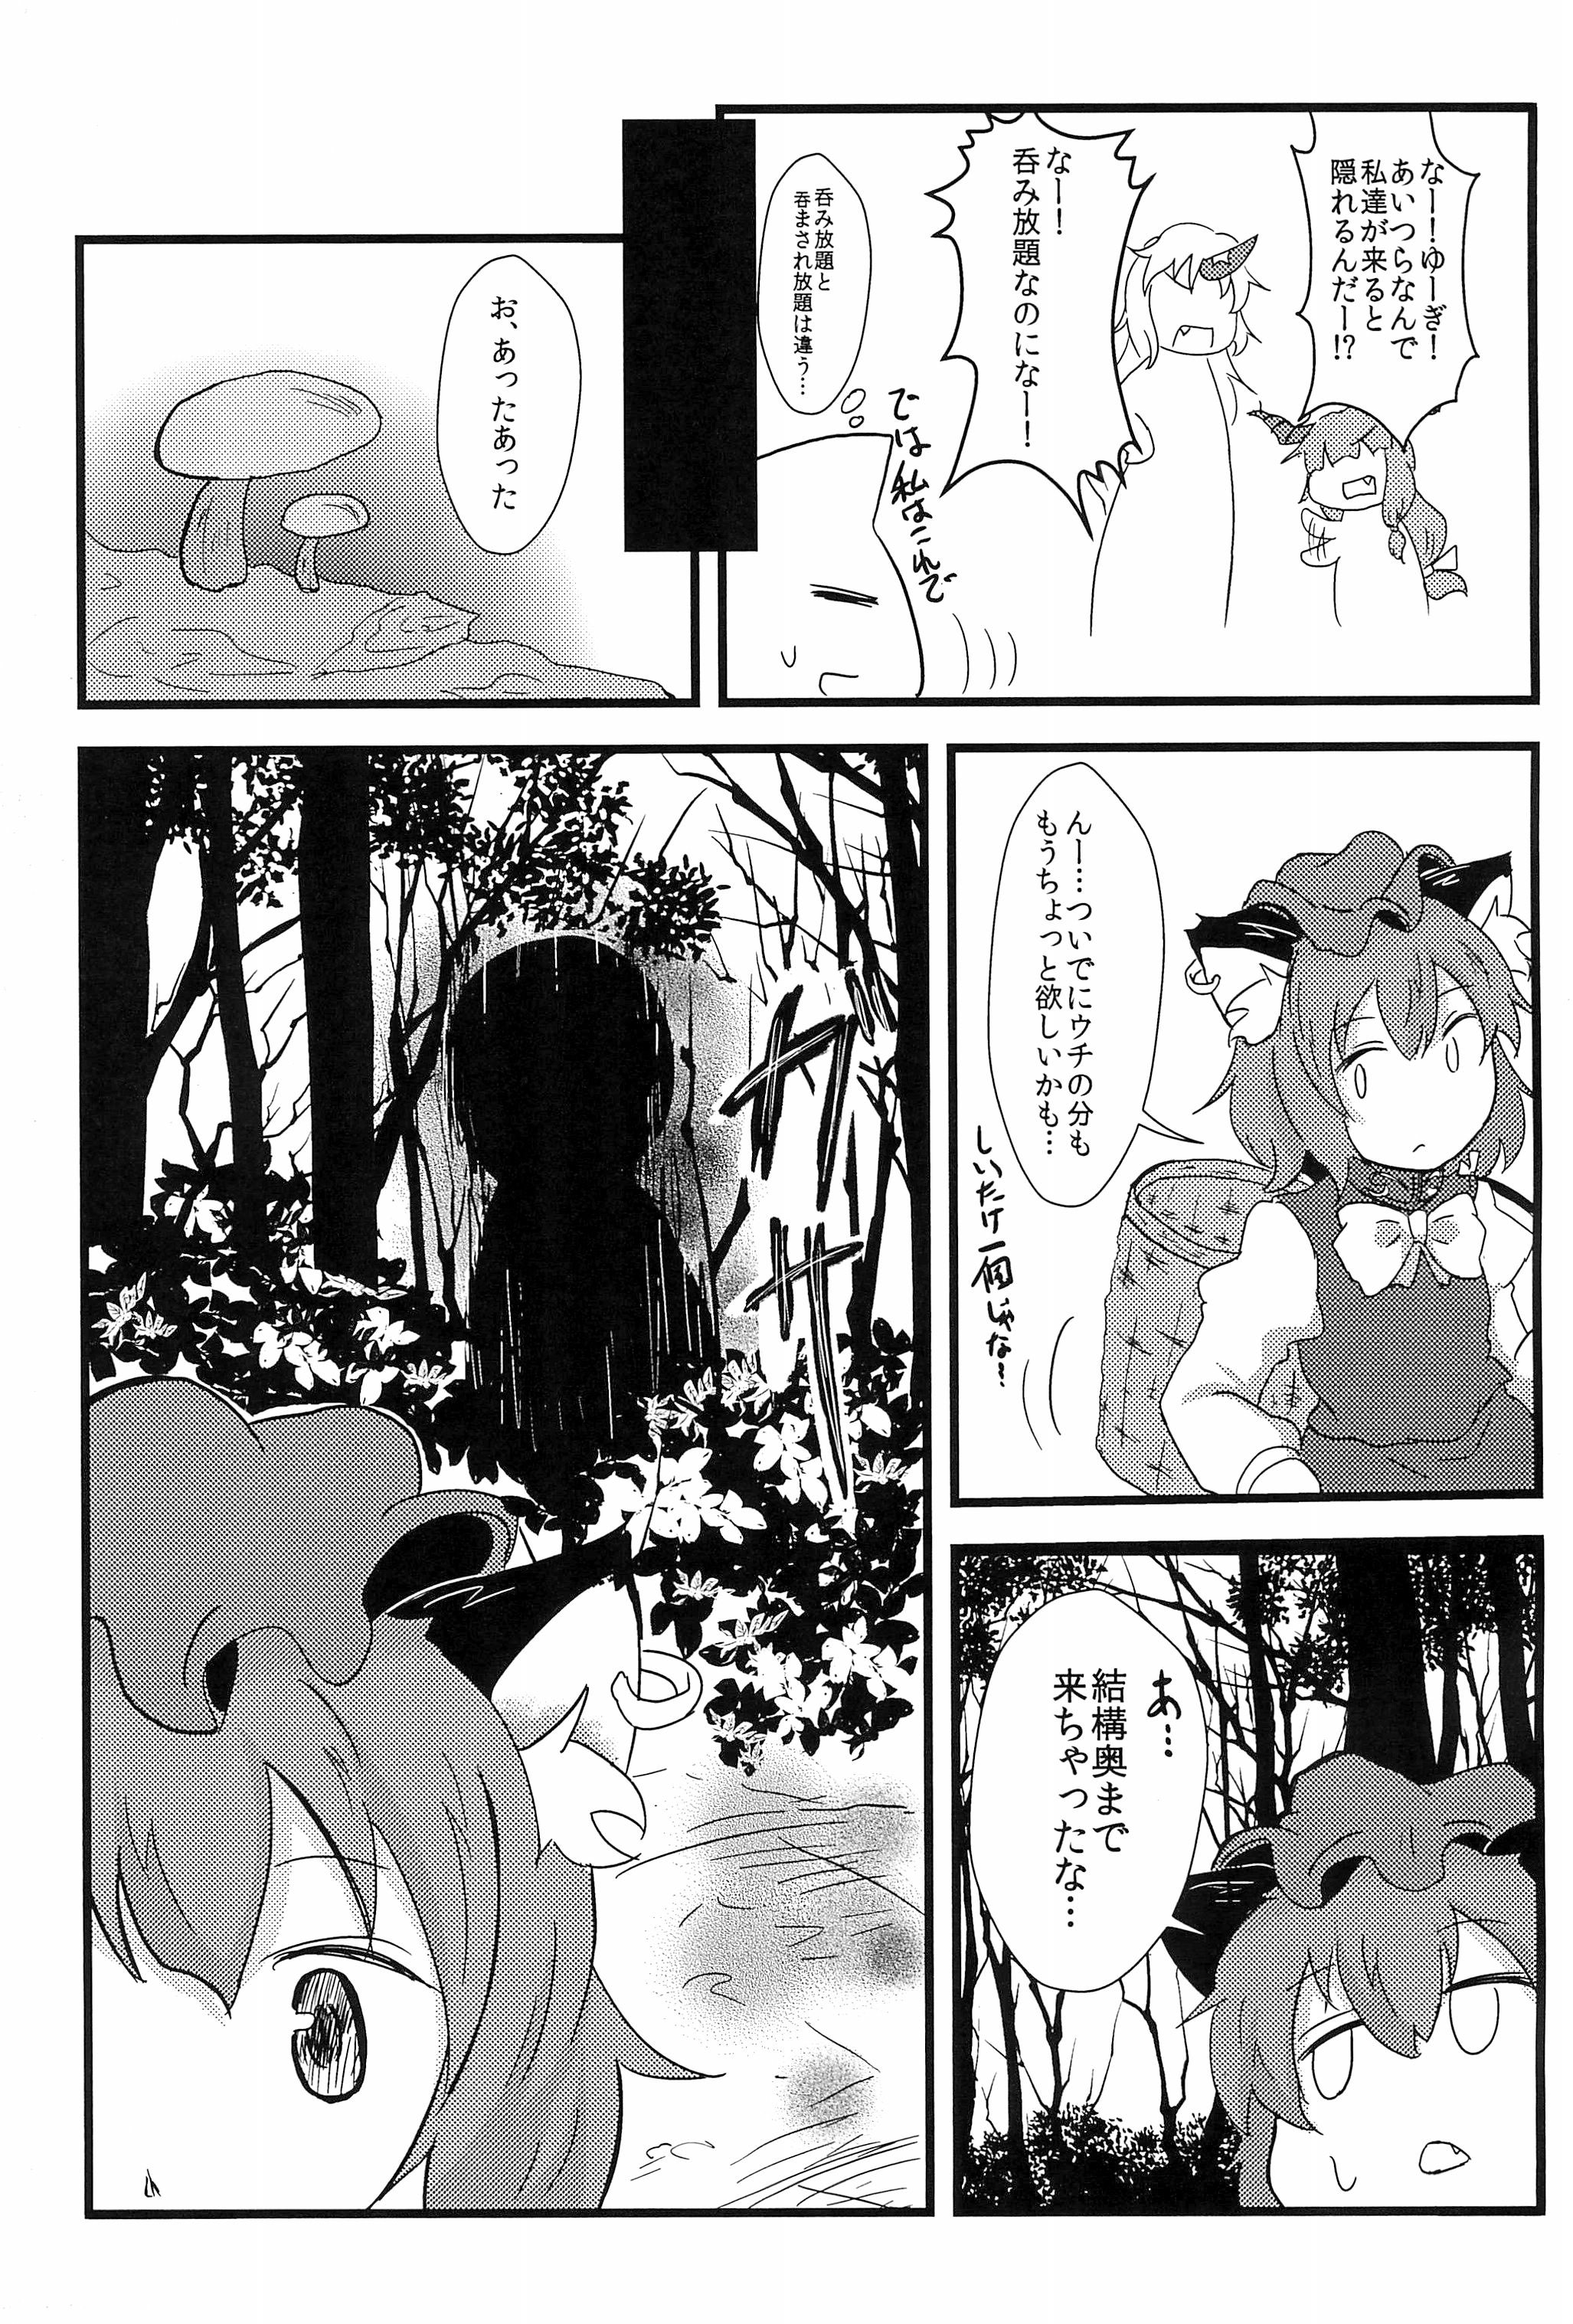 なー！ゆーぎ！
あいつらなんで
私達が来ると
隠れるんだー!?
なー！
呑み放題なのになー！
呑み放題と
呑まされ放題は違う…
では私はこれで
お、あったあった
んー…ついでにウチの分も
もうちょっと欲しいかも…
しいたけ一個じゃな…
あ…
結構奥まで
来ちゃったな…
ガサ
ガサ